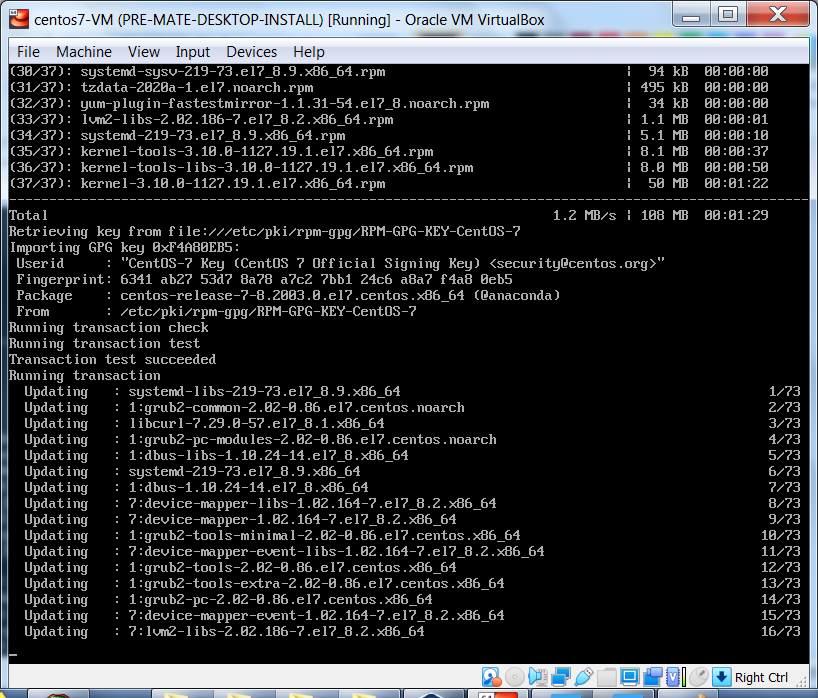 centos7-VM (PRE-MATE-DESKTOP-INSTALL) [Running] - Oracle VM VirtualBox
File Machine View Input Devices Help
(30/37): systemd-sysv-219-73.el7_8.9.x86_64.rpm | 94 kB 00:00:00
(31/37): tzdata-2020a-1.el7.noarch.rpm | 495 kB 00:00:00
(32/37): yum-plugin-fastestmirror-1.1.31-54.el7_8.noarch.rpm | 34 kB 00:00:00
(33/37): lvm2-libs-2.02.186-7.el7_8.2.x86_64.rpm | 1.1 MB 00:00:01
(34/37): systemd-219-73.el7_8.9.x86_64.rpm | 5.1 MB 00:00:10
(35/37): kernel-tools-3.10.0-1127.19.1.el7.x86_64.rpm | 8.1 MB 00:00:37
(36/37): kernel-tools-libs-3.10.0-1127.19.1.el7.x86_64.rpm | 8.0 MB 00:00:50
(37/37): kernel-3.10.0-1127.19.1.el7.x86_64.rpm | 50 MB 00:01:22
--------------------------------------------------------------------------------
Total 1.2 MB/s | 108 MB 00:01:29
Retrieving key from file:///etc/pki/rpm-gpg/RPM-GPG-KEY-CentOS-7
Importing GPG key 0xF4A80EB5:
Userid : "CentOS-7 Key (CentOS 7 Official Signing Key) <security@centos.org>"
Fingerprint: 6341 ab27 53d7 8a78 a7c2 7bb1 24c6 a8a7 f4a8 0eb5
Package : centos-release-7-8.2003.0.el7.centos.x86_64 (@anaconda)
From : /etc/pki/rpm-gpg/RPM-GPG-KEY-CentOS-7
Running transaction check
Running transaction test
Transaction test succeeded
Running transaction
Updating : systemd-libs-219-73.el7_8.9.x86_64 1/73
Updating : 1:grub2-common-2.02-0.86.el7.centos.noarch 2/73
Updating : libcurl-7.29.0-57.el7_8.1.x86_64 3/73
Updating : 1:grub2-pc-modules-2.02-0.86.el7.centos.noarch 4/73
Updating : 1:dbus-libs-1.10.24-14.el7_8.x86_64 5/73
Updating : systemd-219-73.el7_8.9.x86_64 6/73
Updating : 1:dbus-1.10.24-14.el7_8.x86_64 7/73
Updating : 7:device-mapper-libs-1.02.164-7.el7_8.2.x86_64 8/73
Updating : 7:device-mapper-1.02.164-7.el7_8.2.x86_64 9/73
Updating : 1:grub2-tools-minimal-2.02-0.86.el7.centos.x86_64 10/73
Updating : 7:device-mapper-event-libs-1.02.164-7.el7_8.2.x86_64 11/73
Updating : 1:grub2-tools-2.02-0.86.el7.centos.x86_64 12/73
Updating : 1:grub2-tools-extra-2.02-0.86.el7.centos.x86_64 13/73
Updating : 1:grub2-pc-2.02-0.86.el7.centos.x86_64 14/73
Updating : 7:device-mapper-event-1.02.164-7.el7_8.2.x86_64 15/73
Updating : 7:lvm2-libs-2.02.186-7.el7_8.2.x86_64 16/73
Right Ctrl